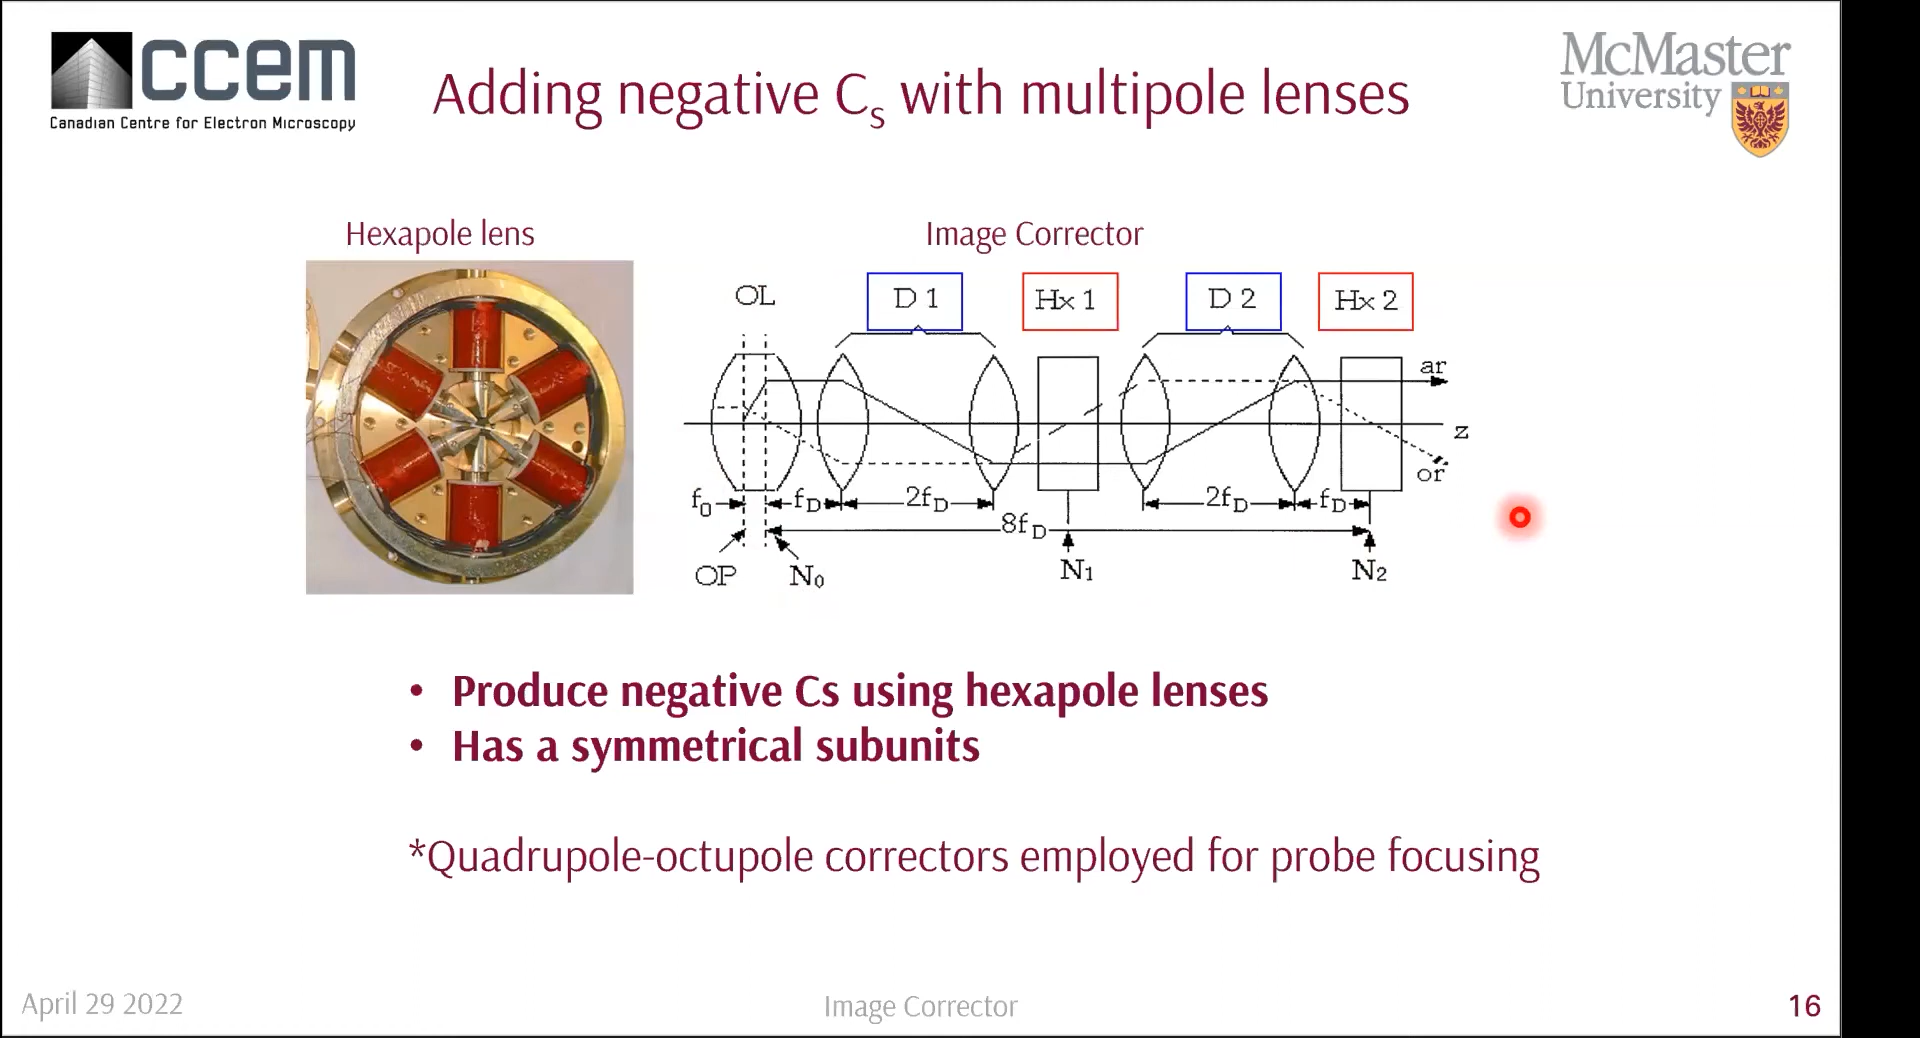 ccem
Canadian Centre for Electron Microscopy
Adding negative Cs with multipole lenses
McMaster
University
Hexapole lens
Image Corrector
OL
D 1
Hx 1
D 2
Hx 2
ar
z
or
f0
fD
2fD
2fD
fD
8fD
OP
N0
N1
N2
• Produce negative Cs using hexapole lenses
• Has a symmetrical subunits
*Quadrupole-octupole correctors employed for probe focusing
April 29 2022
Image Corrector
16